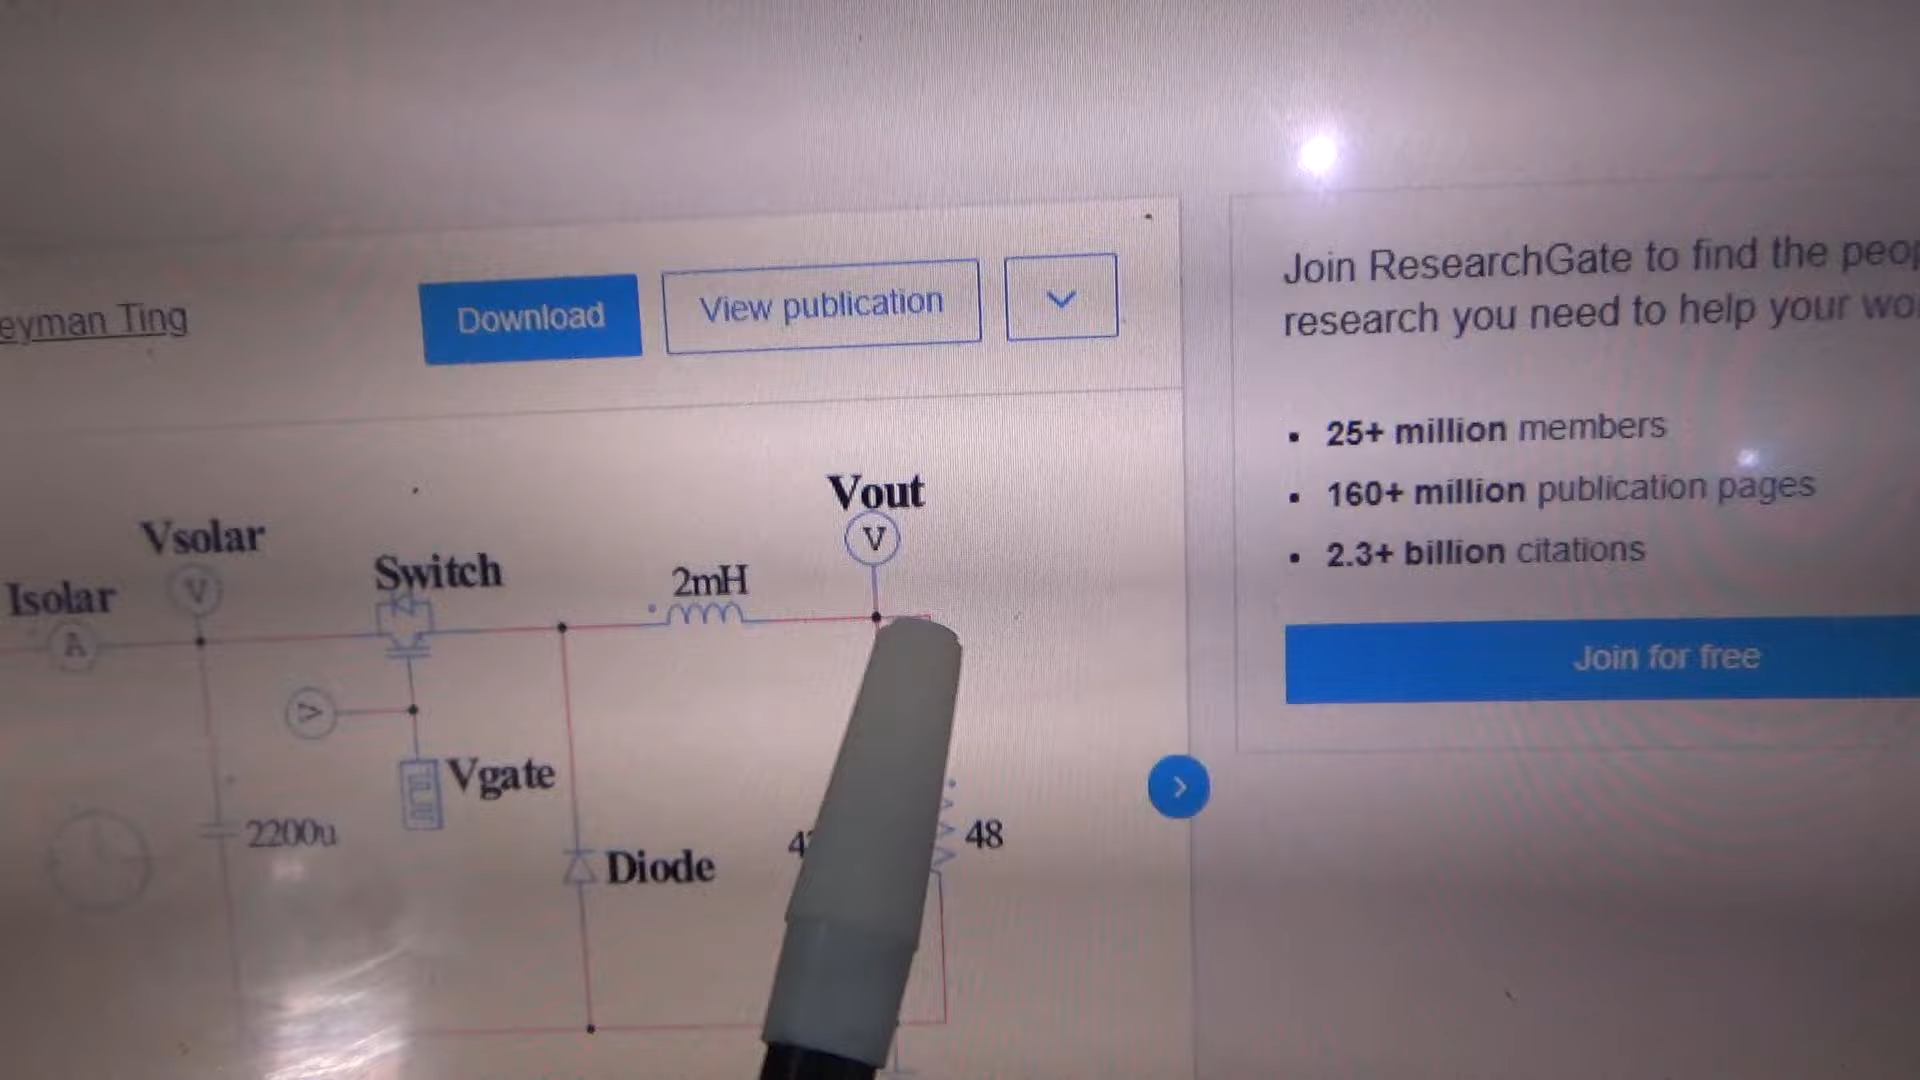 eyman Ting
Download
View publication
Join ResearchGate to find the peop
research you need to help your wo
25+ million members
160+ million publication pages
2.3+ billion citations
Join for free
Vout
V
Vsolar
V
Switch
2mH
Isolar
A
V
Vgate
2200u
Diode
4
48